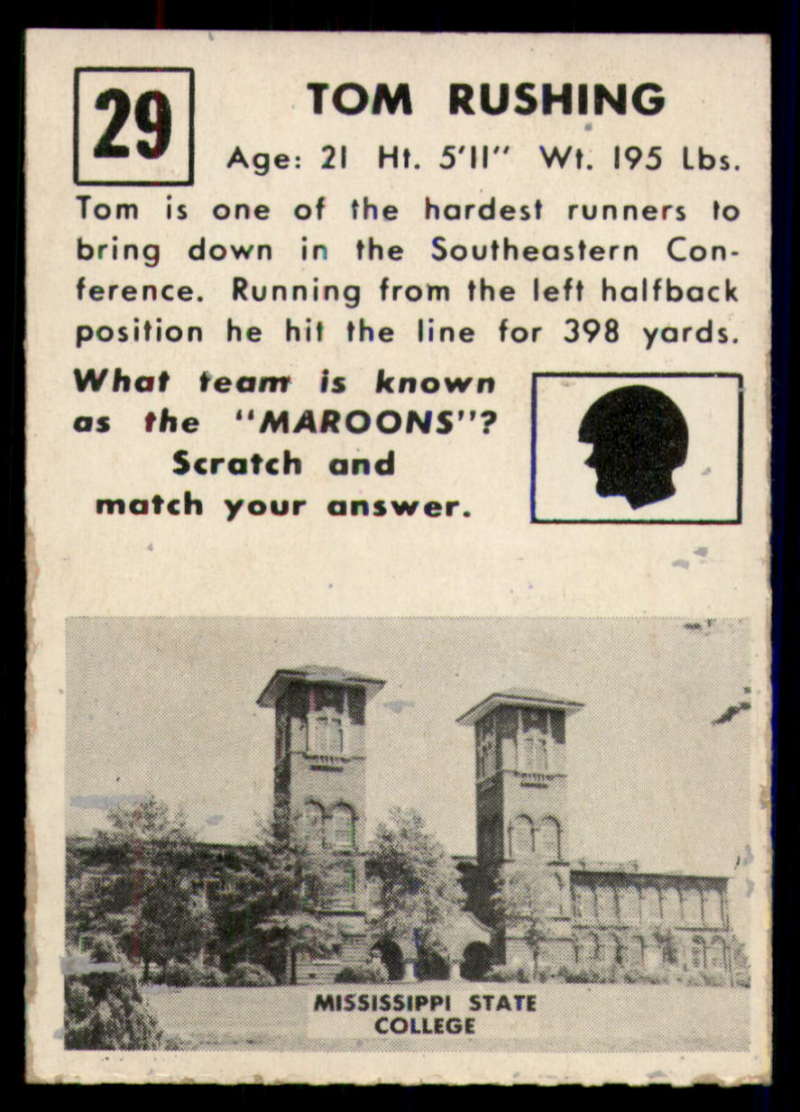 29
TOM RUSHING
Age: 21 Ht. 5'11" Wt. 195 Lbs.
Tom is one of the hardest runners to
bring down in the Southeastern Con-
ference. Running from the left halfback
position he hit the line for 398 yards.
What team is known
as the "MAROONS"?
Scratch and
match your answer.
MISSISSIPPI STATE
COLLEGE